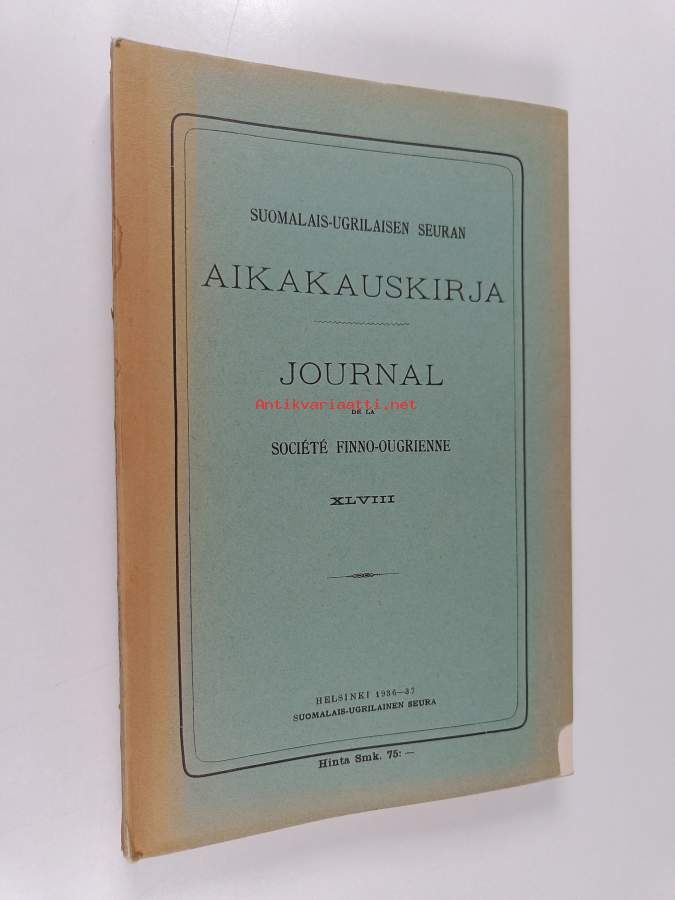 SUOMALAIS-UGRILAISEN SEURAN
AIKAKAUSKIRJA
JOURNAL
Antikvariaatti.net
DE LA
SOCIÉTÉ FINNO-OUGRIENNE
XLVIII
HELSINKI 1936—37
SUOMALAIS-UGRILAINEN SEURA
Hinta Smk. 75: —